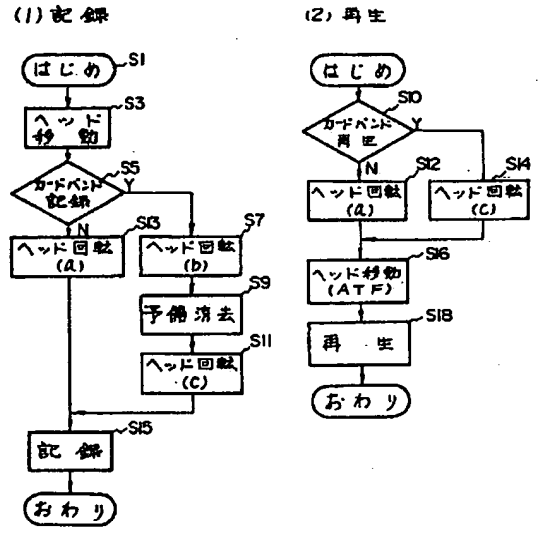 (1) 記録
はじめ
S1
S3
ヘッド
移動
S5
カードバンド
記録
Y
N
S13
ヘッド回転
(a)
S7
ヘッド回転
(b)
S9
予備消去
S11
ヘッド回転
(c)
S15
記録
おわり
(2) 再生
はじめ
S10
カードバンド
再生
Y
N
S12
ヘッド回転
(a)
S14
ヘッド回転
(c)
S16
ヘッド移動
(ATF)
S18
再生
おわり